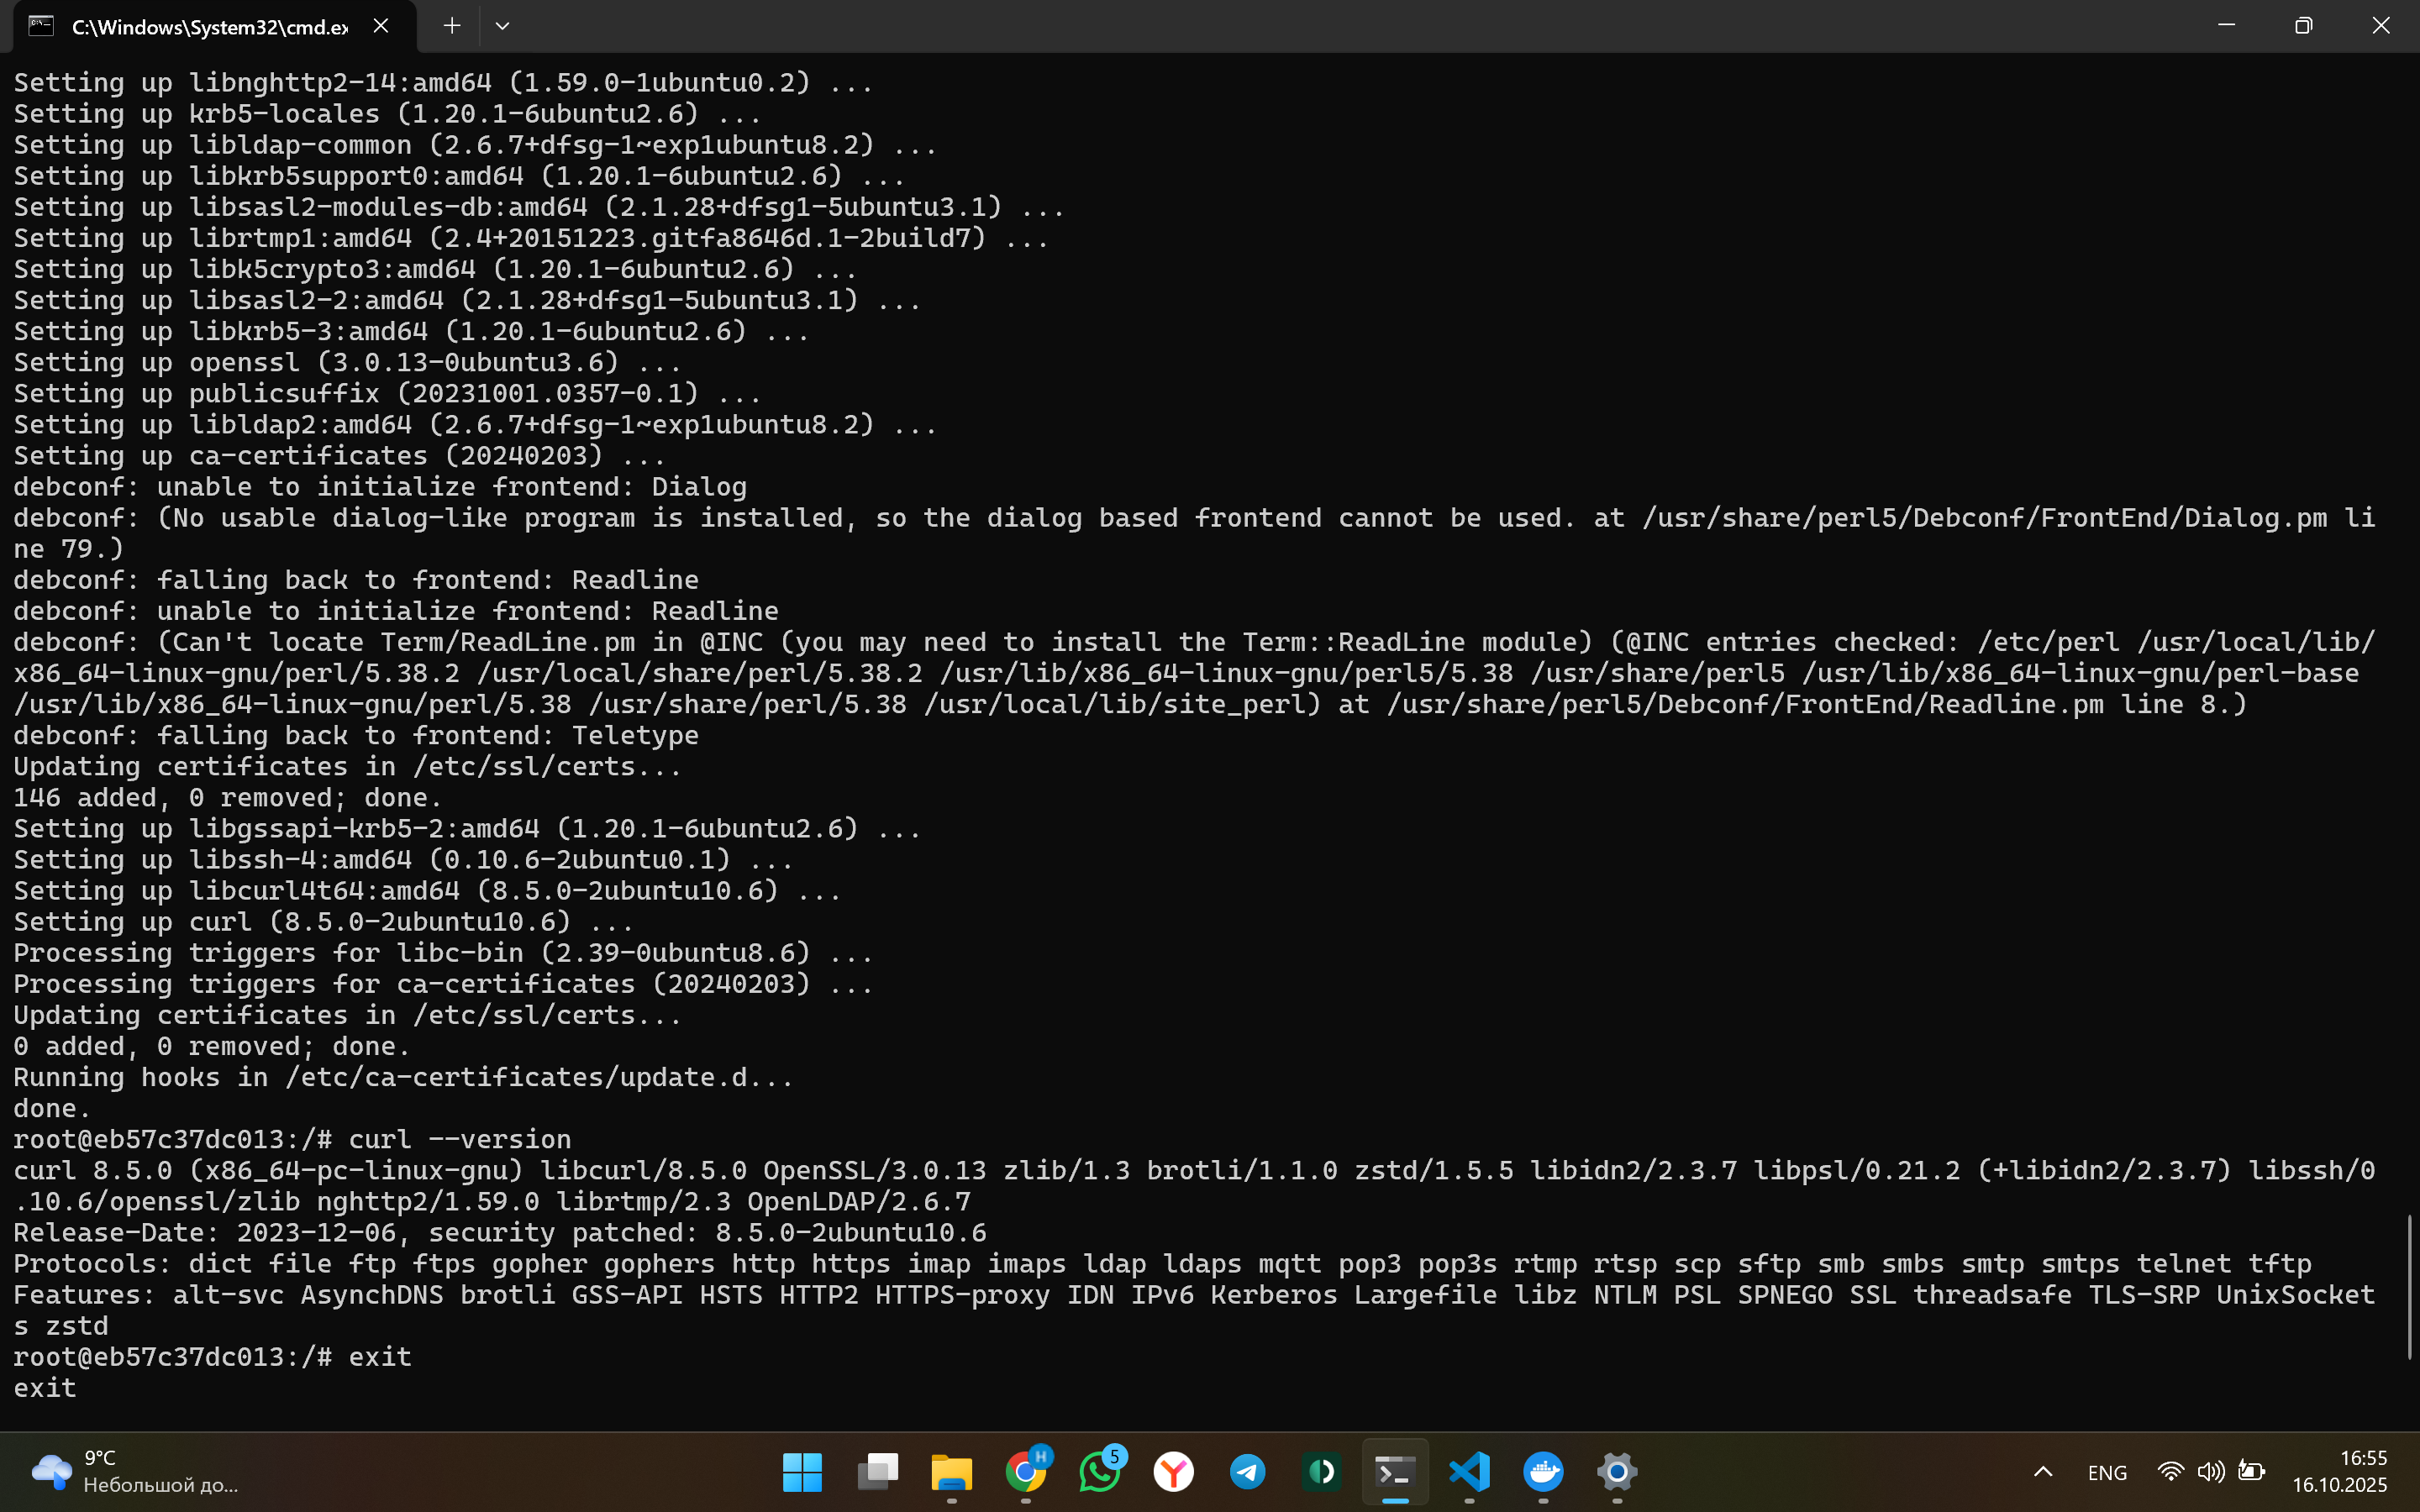 C:\Windows\System32\cmd.ex
Setting up libnghttp2-14:amd64 (1.59.0-1ubuntu0.2) ...
Setting up krb5-locales (1.20.1-6ubuntu2.6) ...
Setting up libldap-common (2.6.7+dfsg-1~exp1ubuntu8.2) ...
Setting up libkrb5support0:amd64 (1.20.1-6ubuntu2.6) ...
Setting up libsasl2-modules-db:amd64 (2.1.28+dfsg1-5ubuntu3.1) ...
Setting up librtmp1:amd64 (2.4+20151223.gitfa8646d.1-2build7) ...
Setting up libk5crypto3:amd64 (1.20.1-6ubuntu2.6) ...
Setting up libsasl2-2:amd64 (2.1.28+dfsg1-5ubuntu3.1) ...
Setting up libkrb5-3:amd64 (1.20.1-6ubuntu2.6) ...
Setting up openssl (3.0.13-0ubuntu3.6) ...
Setting up publicsuffix (20231001.0357-0.1) ...
Setting up libldap2:amd64 (2.6.7+dfsg-1~exp1ubuntu8.2) ...
Setting up ca-certificates (20240203) ...
debconf: unable to initialize frontend: Dialog
debconf: (No usable dialog-like program is installed, so the dialog based frontend cannot be used. at /usr/share/perl5/Debconf/FrontEnd/Dialog.pm li
ne 79.)
debconf: falling back to frontend: Readline
debconf: unable to initialize frontend: Readline
debconf: (Can't locate Term/ReadLine.pm in @INC (you may need to install the Term::ReadLine module) (@INC entries checked: /etc/perl /usr/local/lib/
x86_64-linux-gnu/perl/5.38.2 /usr/local/share/perl/5.38.2 /usr/lib/x86_64-linux-gnu/perl5/5.38 /usr/share/perl5 /usr/lib/x86_64-linux-gnu/perl-base
/usr/lib/x86_64-linux-gnu/perl/5.38 /usr/share/perl/5.38 /usr/local/lib/site_perl) at /usr/share/perl5/Debconf/FrontEnd/Readline.pm line 8.)
debconf: falling back to frontend: Teletype
Updating certificates in /etc/ssl/certs...
146 added, 0 removed; done.
Setting up libgssapi-krb5-2:amd64 (1.20.1-6ubuntu2.6) ...
Setting up libssh-4:amd64 (0.10.6-2ubuntu0.1) ...
Setting up libcurl4t64:amd64 (8.5.0-2ubuntu10.6) ...
Setting up curl (8.5.0-2ubuntu10.6) ...
Processing triggers for libc-bin (2.39-0ubuntu8.6) ...
Processing triggers for ca-certificates (20240203) ...
Updating certificates in /etc/ssl/certs...
0 added, 0 removed; done.
Running hooks in /etc/ca-certificates/update.d...
done.
root@eb57c37dc013:/# curl --version
curl 8.5.0 (x86_64-pc-linux-gnu) libcurl/8.5.0 OpenSSL/3.0.13 zlib/1.3 brotli/1.1.0 zstd/1.5.5 libidn2/2.3.7 libpsl/0.21.2 (+libidn2/2.3.7) libssh/0
.10.6/openssl/zlib nghttp2/1.59.0 librtmp/2.3 OpenLDAP/2.6.7
Release-Date: 2023-12-06, security patched: 8.5.0-2ubuntu10.6
Protocols: dict file ftp ftps gopher gophers http https imap imaps ldap ldaps mqtt pop3 pop3s rtmp rtsp scp sftp smb smbs smtp smtps telnet tftp
Features: alt-svc AsynchDNS brotli GSS-API HSTS HTTP2 HTTPS-proxy IDN IPv6 Kerberos Largefile libz NTLM PSL SPNEGO SSL threadsafe TLS-SRP UnixSocket
s zstd
root@eb57c37dc013:/# exit
exit
9°C
Небольшой до...
H
5
ENG
16:55
16.10.2025